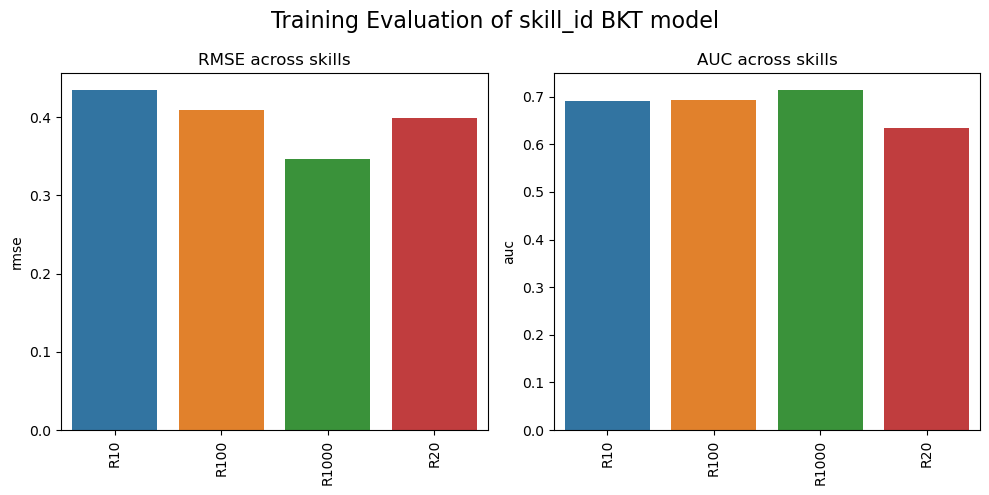 Training Evaluation of skill_id BKT model
RMSE across skills
rmse
0.4
0.3
0.2
0.1
0.0
R10
R100
R1000
R20
AUC across skills
auc
0.7
0.6
0.5
0.4
0.3
0.2
0.1
0.0
R10
R100
R1000
R20